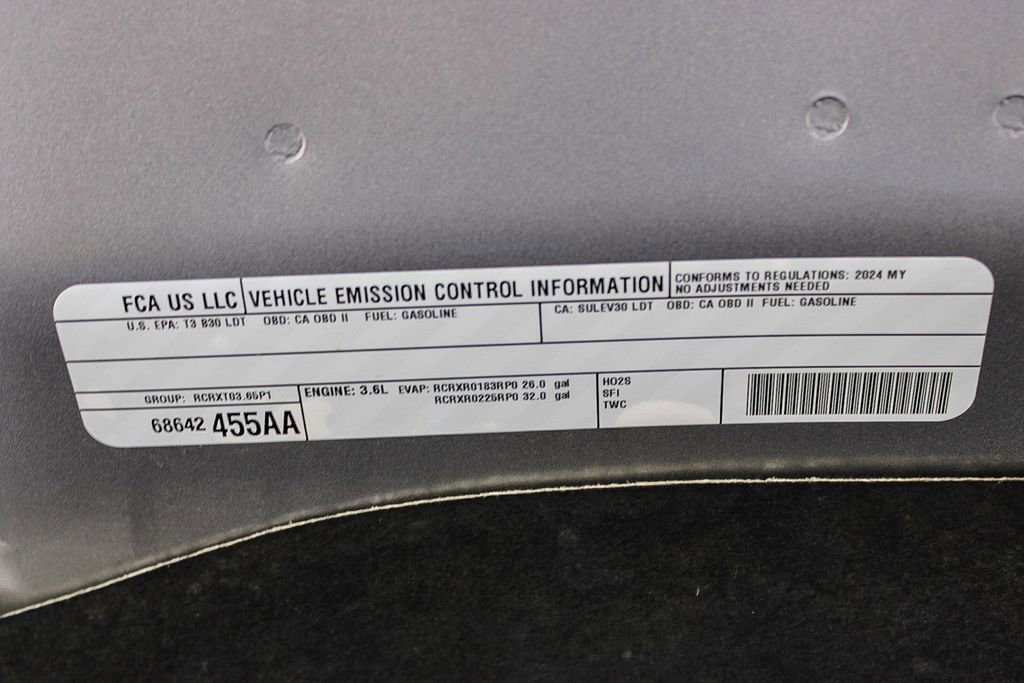 FCA US LLC VEHICLE EMISSION CONTROL INFORMATION
CONFORMS TO REGULATIONS: 2024 MY
NO ADJUSTMENTS NEEDED
U.S. EPA: T3 B30 LDT OBD: CA OBD II FUEL: GASOLINE
CA: SULEV30 LDT OBD: CA OBD II FUEL: GASOLINE
GROUP: RCRXT03.65P1
68642 455AA
ENGINE: 3.6L EVAP: RCRXR0183RP0 26.0 gal
RCRXR0225RP0 32.0 gal
HO2S
SFI
TWC